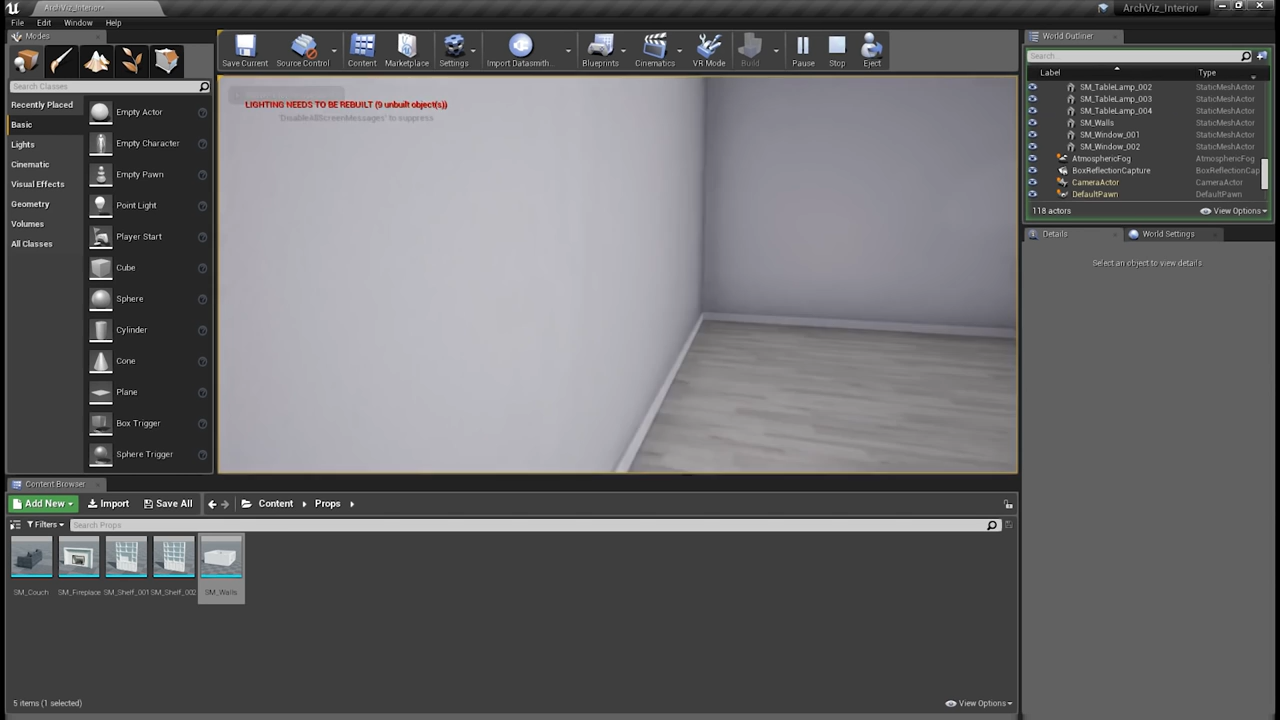 ArchViz_Interior•
ArchViz_Interior
File Edit Window Help
Modes
Search Classes
Recently Placed
Basic
Lights
Cinematic
Visual Effects
Geometry
Volumes
All Classes
Empty Actor
Empty Character
Empty Pawn
Point Light
Player Start
Cube
Sphere
Cylinder
Cone
Plane
Box Trigger
Sphere Trigger
Save Current Source Control Content Marketplace Settings Import Datasmith... Blueprints Cinematics VR Mode Build Pause Stop Eject
LIGHTING NEEDS TO BE REBUILT (9 unbuilt object(s))
'DisableAllScreenMessages' to suppress
World Outliner
Search
Label Type
SM_TableLamp_002 StaticMeshActor
SM_TableLamp_003 StaticMeshActor
SM_TableLamp_004 StaticMeshActor
SM_Walls StaticMeshActor
SM_Window_001 StaticMeshActor
SM_Window_002 StaticMeshActor
AtmosphericFog AtmosphericFog
BoxReflectionCapture BoxReflectionCap
CameraActor CameraActor
DefaultPawn DefaultPawn
118 actors View Options
Details World Settings
Select an object to view details
Content Browser
Add New Import Save All Content Props
Filters Search Props
SM_Couch SM_Fireplace SM_Shelf_001 SM_Shelf_002 SM_Walls
5 items (1 selected) View Options